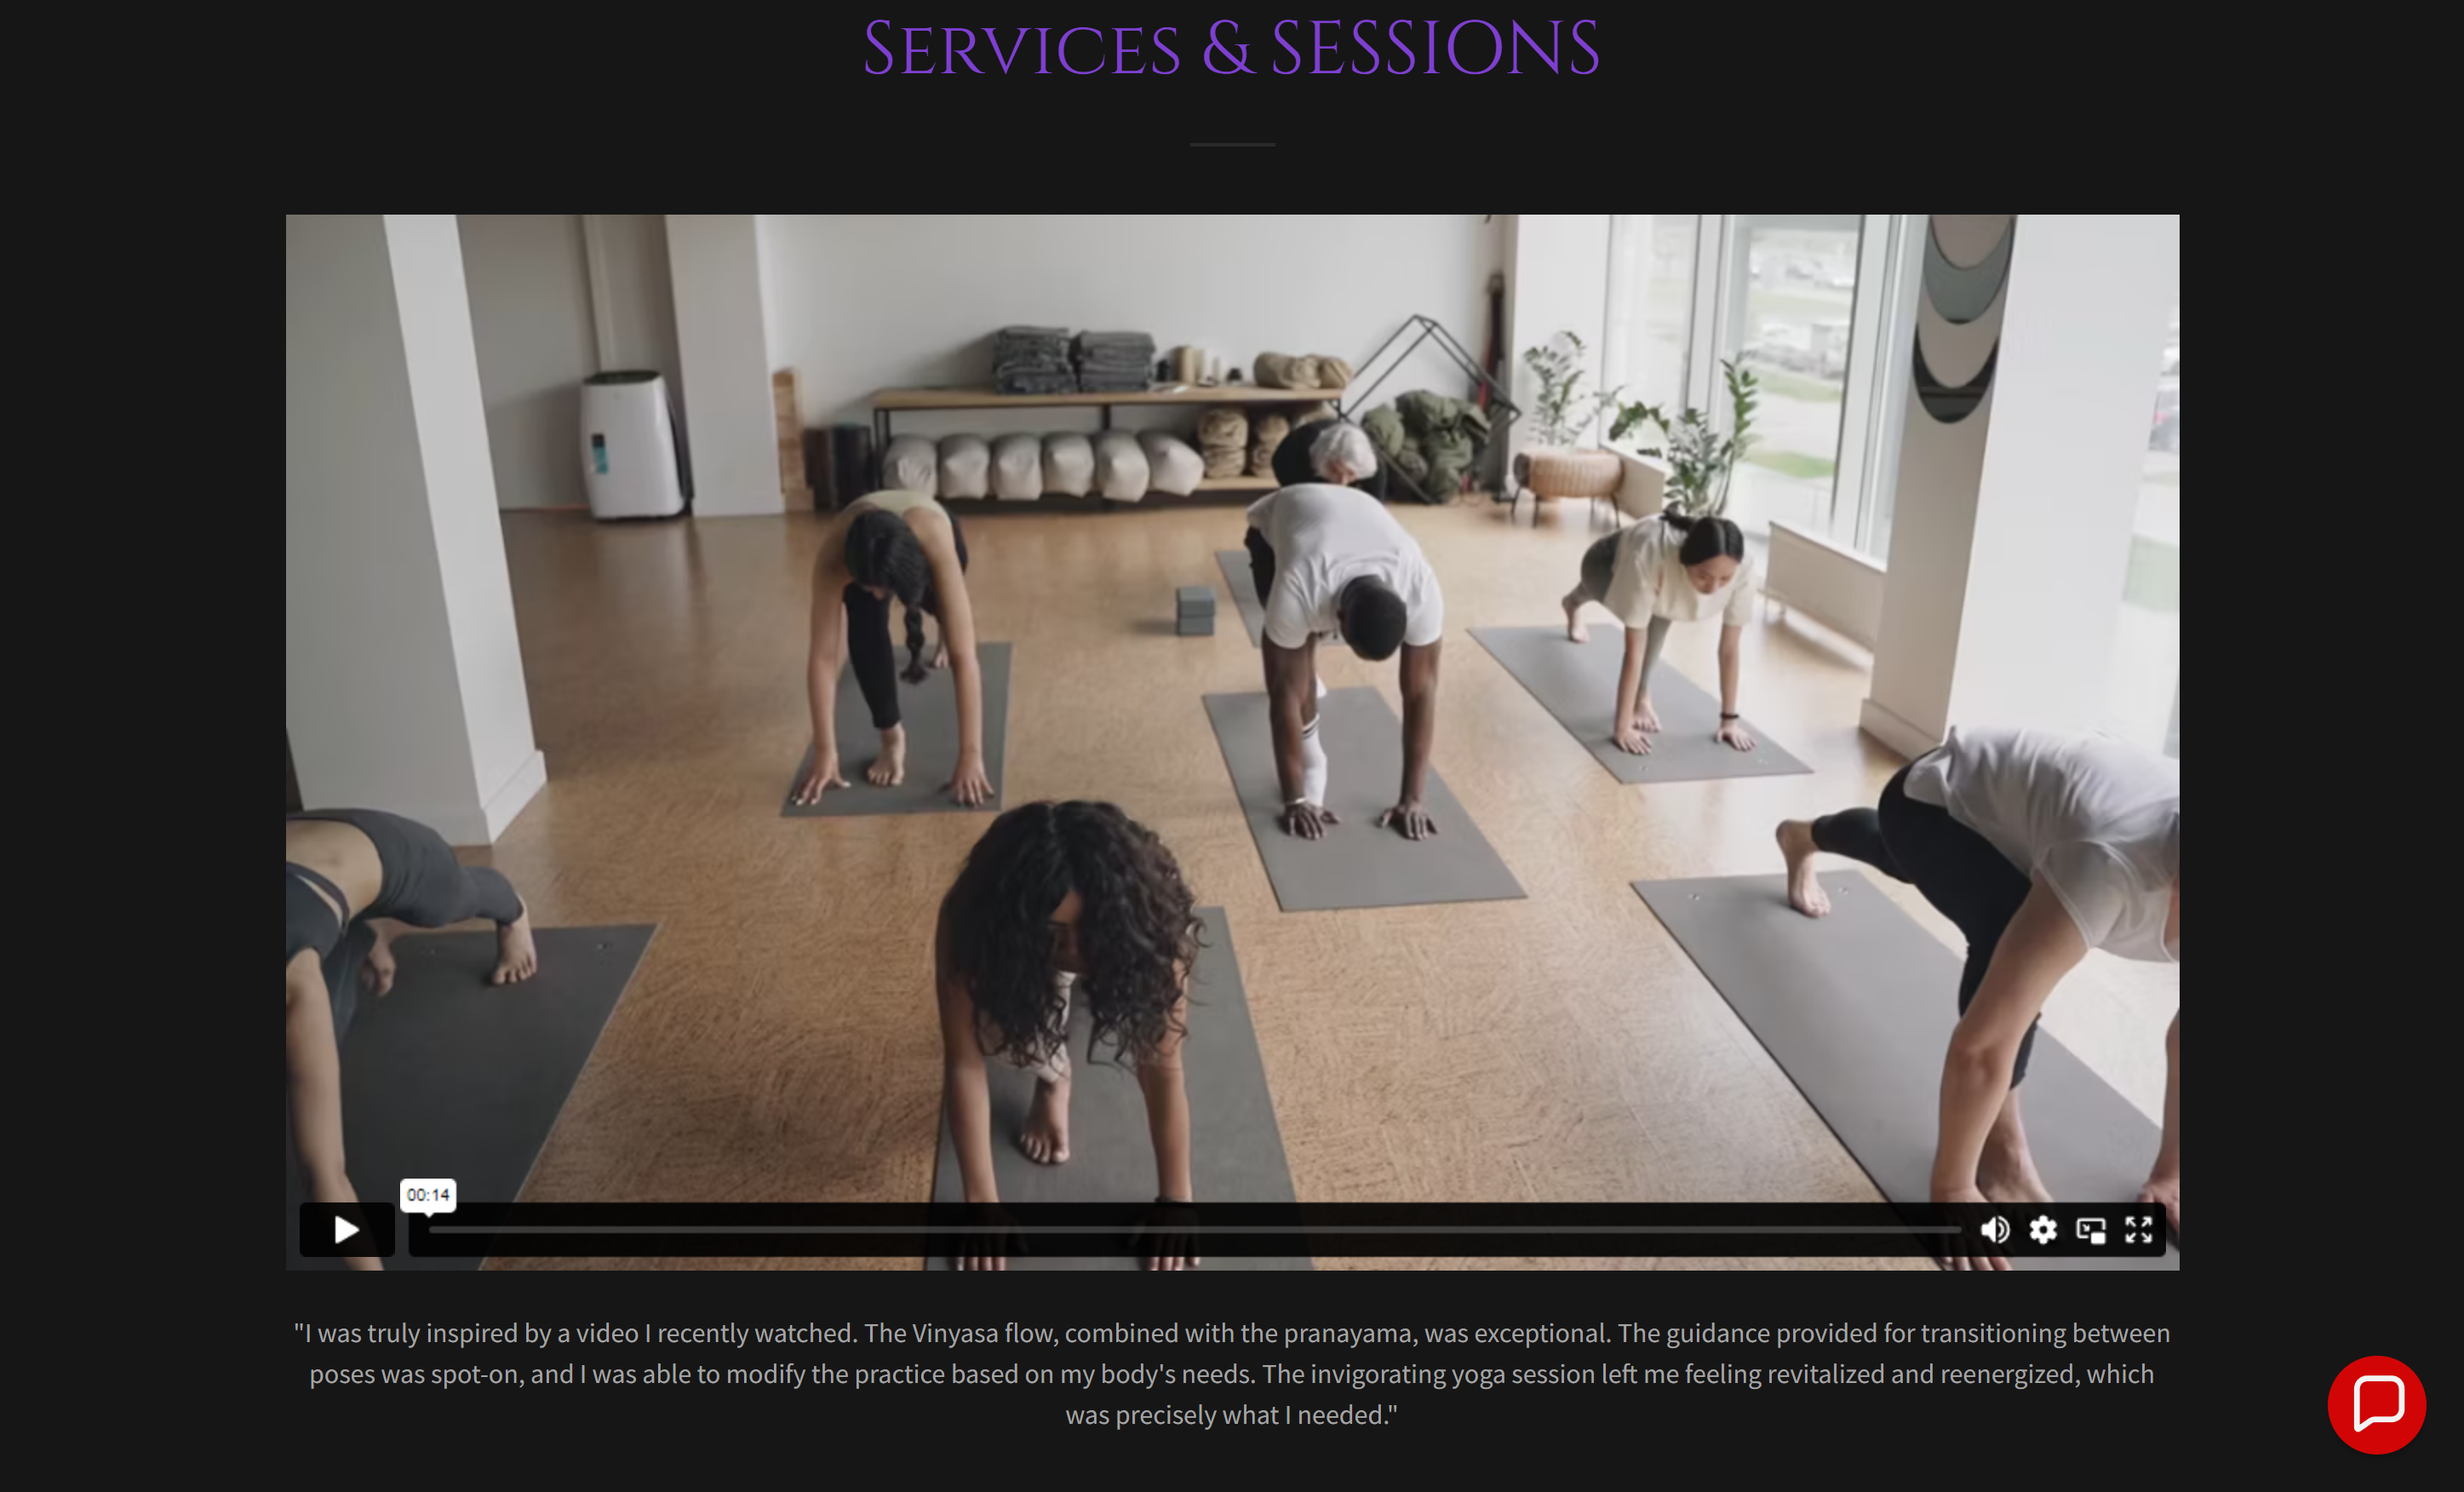 Services & SESSIONS
00:14
"I was truly inspired by a video I recently watched. The Vinyasa flow, combined with the pranayama, was exceptional. The guidance provided for transitioning between
poses was spot-on, and I was able to modify the practice based on my body's needs. The invigorating yoga session left me feeling revitalized and reenergized, which
was precisely what I needed."